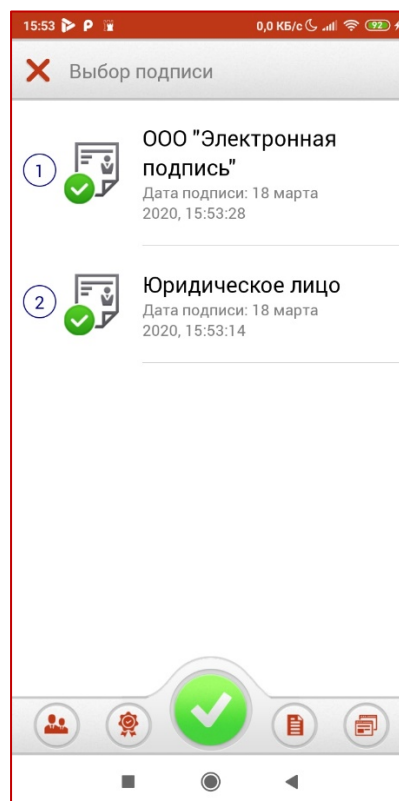 15:53 P 0,0 КБ/с 92
Выбор подписи
1
ООО "Электронная
подпись"
Дата подписи: 18 марта
2020, 15:53:28
2
Юридическое лицо
Дата подписи: 18 марта
2020, 15:53:14